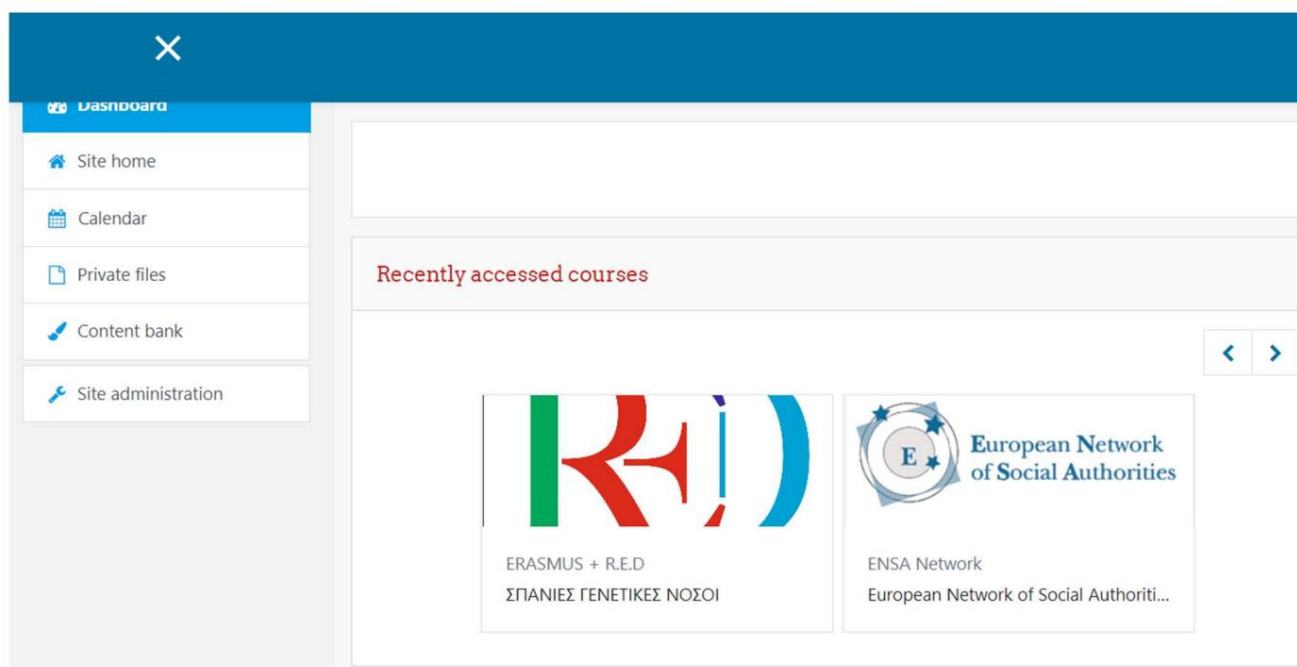 Dashboard
Site home
Calendar
Private files
Content bank
Site administration
Recently accessed courses
RED
E
European Network
of Social Authorities
ERASMUS + R.E.D
ΣΠΑΝΙΕΣ ΓΕΝΕΤΙΚΕΣ ΝΟΣΟΙ
ENSA Network
European Network of Social Authoriti...